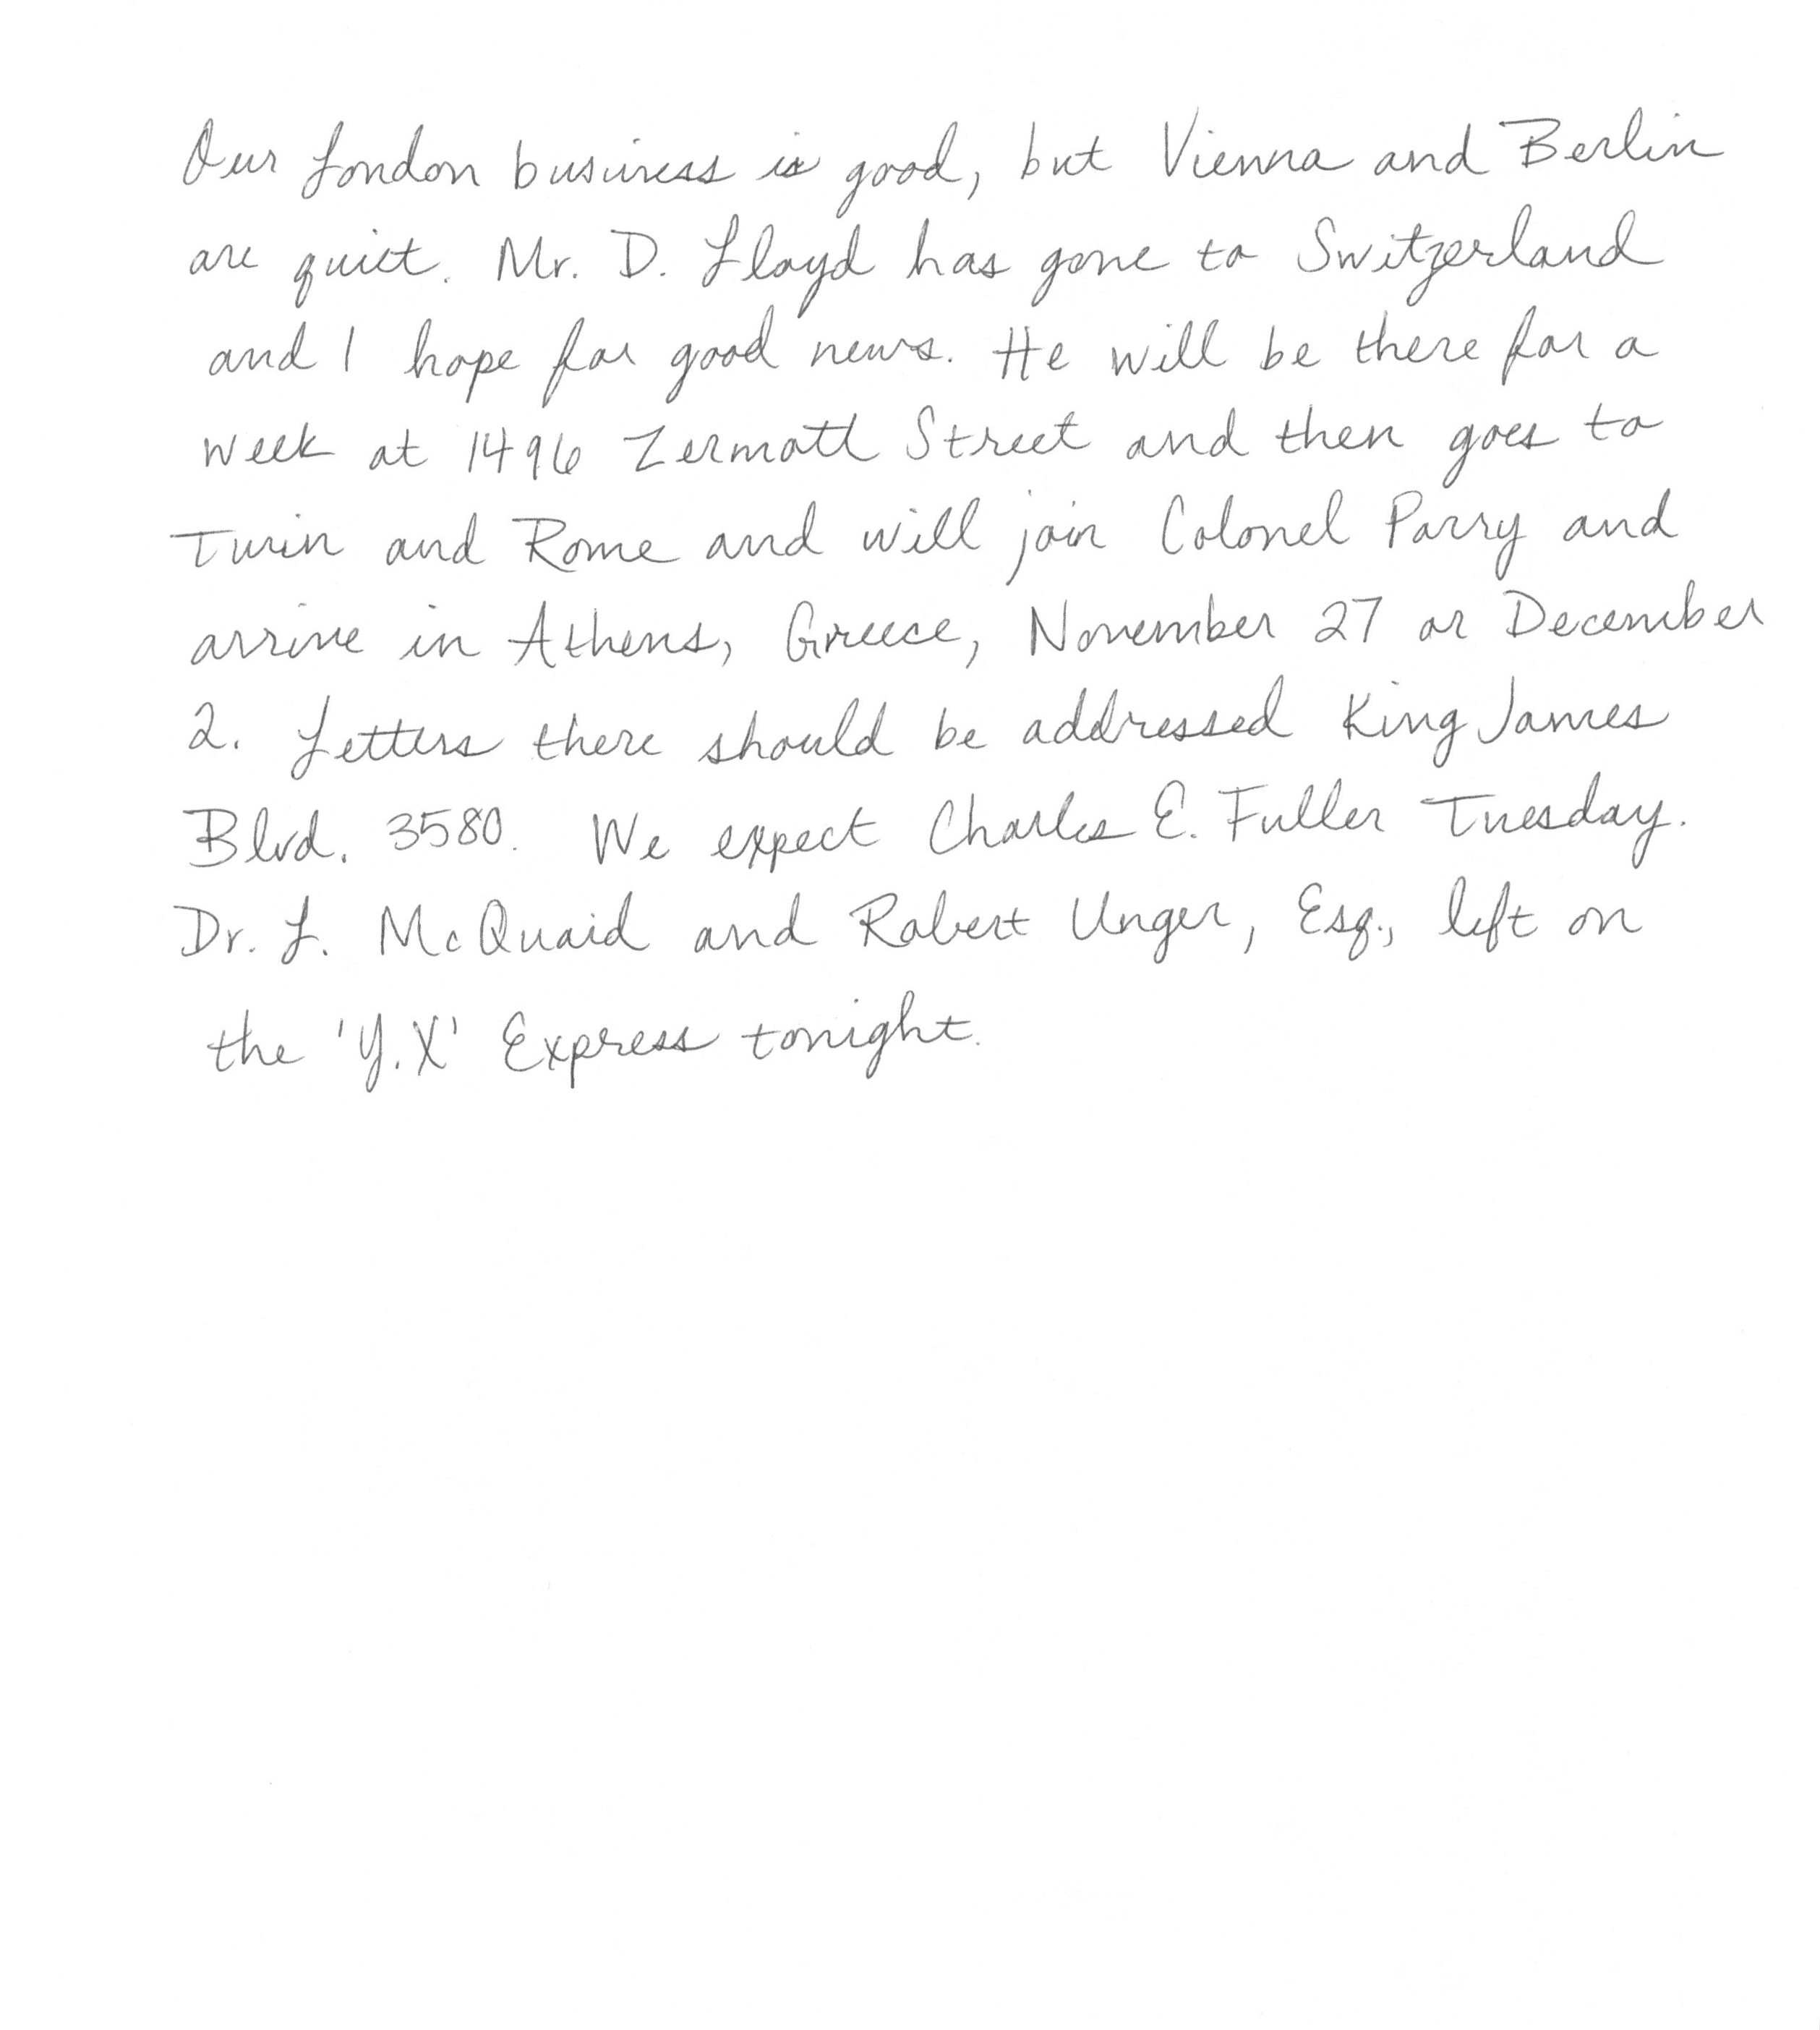 Our London business is good, but Vienna and Berlin
are quiet. Mr. D. Lloyd has gone to Switzerland
and I hope for good news. He will be there for a
week at 1496 Zermott Street and then goes to
Turin and Rome and will join Colonel Parry and
arrive in Athens, Greece, November 27 or December
2. Letters there should be addressed King James
Blvd. 3580. We expect Charles E. Fuller Tuesday.
Dr. L. McQuaid and Robert Unger, Esq., left on
the 'Y.X' Express tonight.